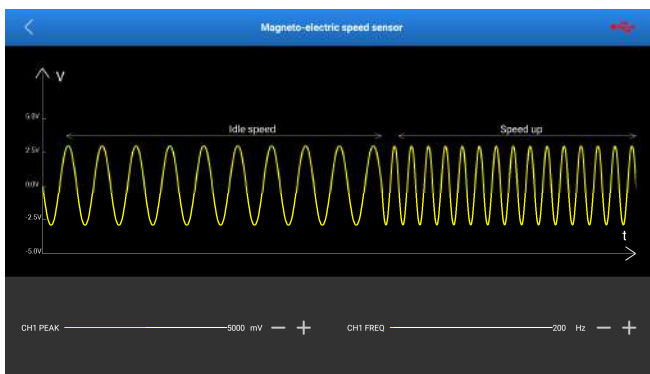 Magneto-electric speed sensor
V
5.0V
Idle speed
Speed up
2.5V
0.0V
-2.5V
t
-5.0V
CH1 PEAK 5000 mV — + CH1 FREQ 200 Hz — +